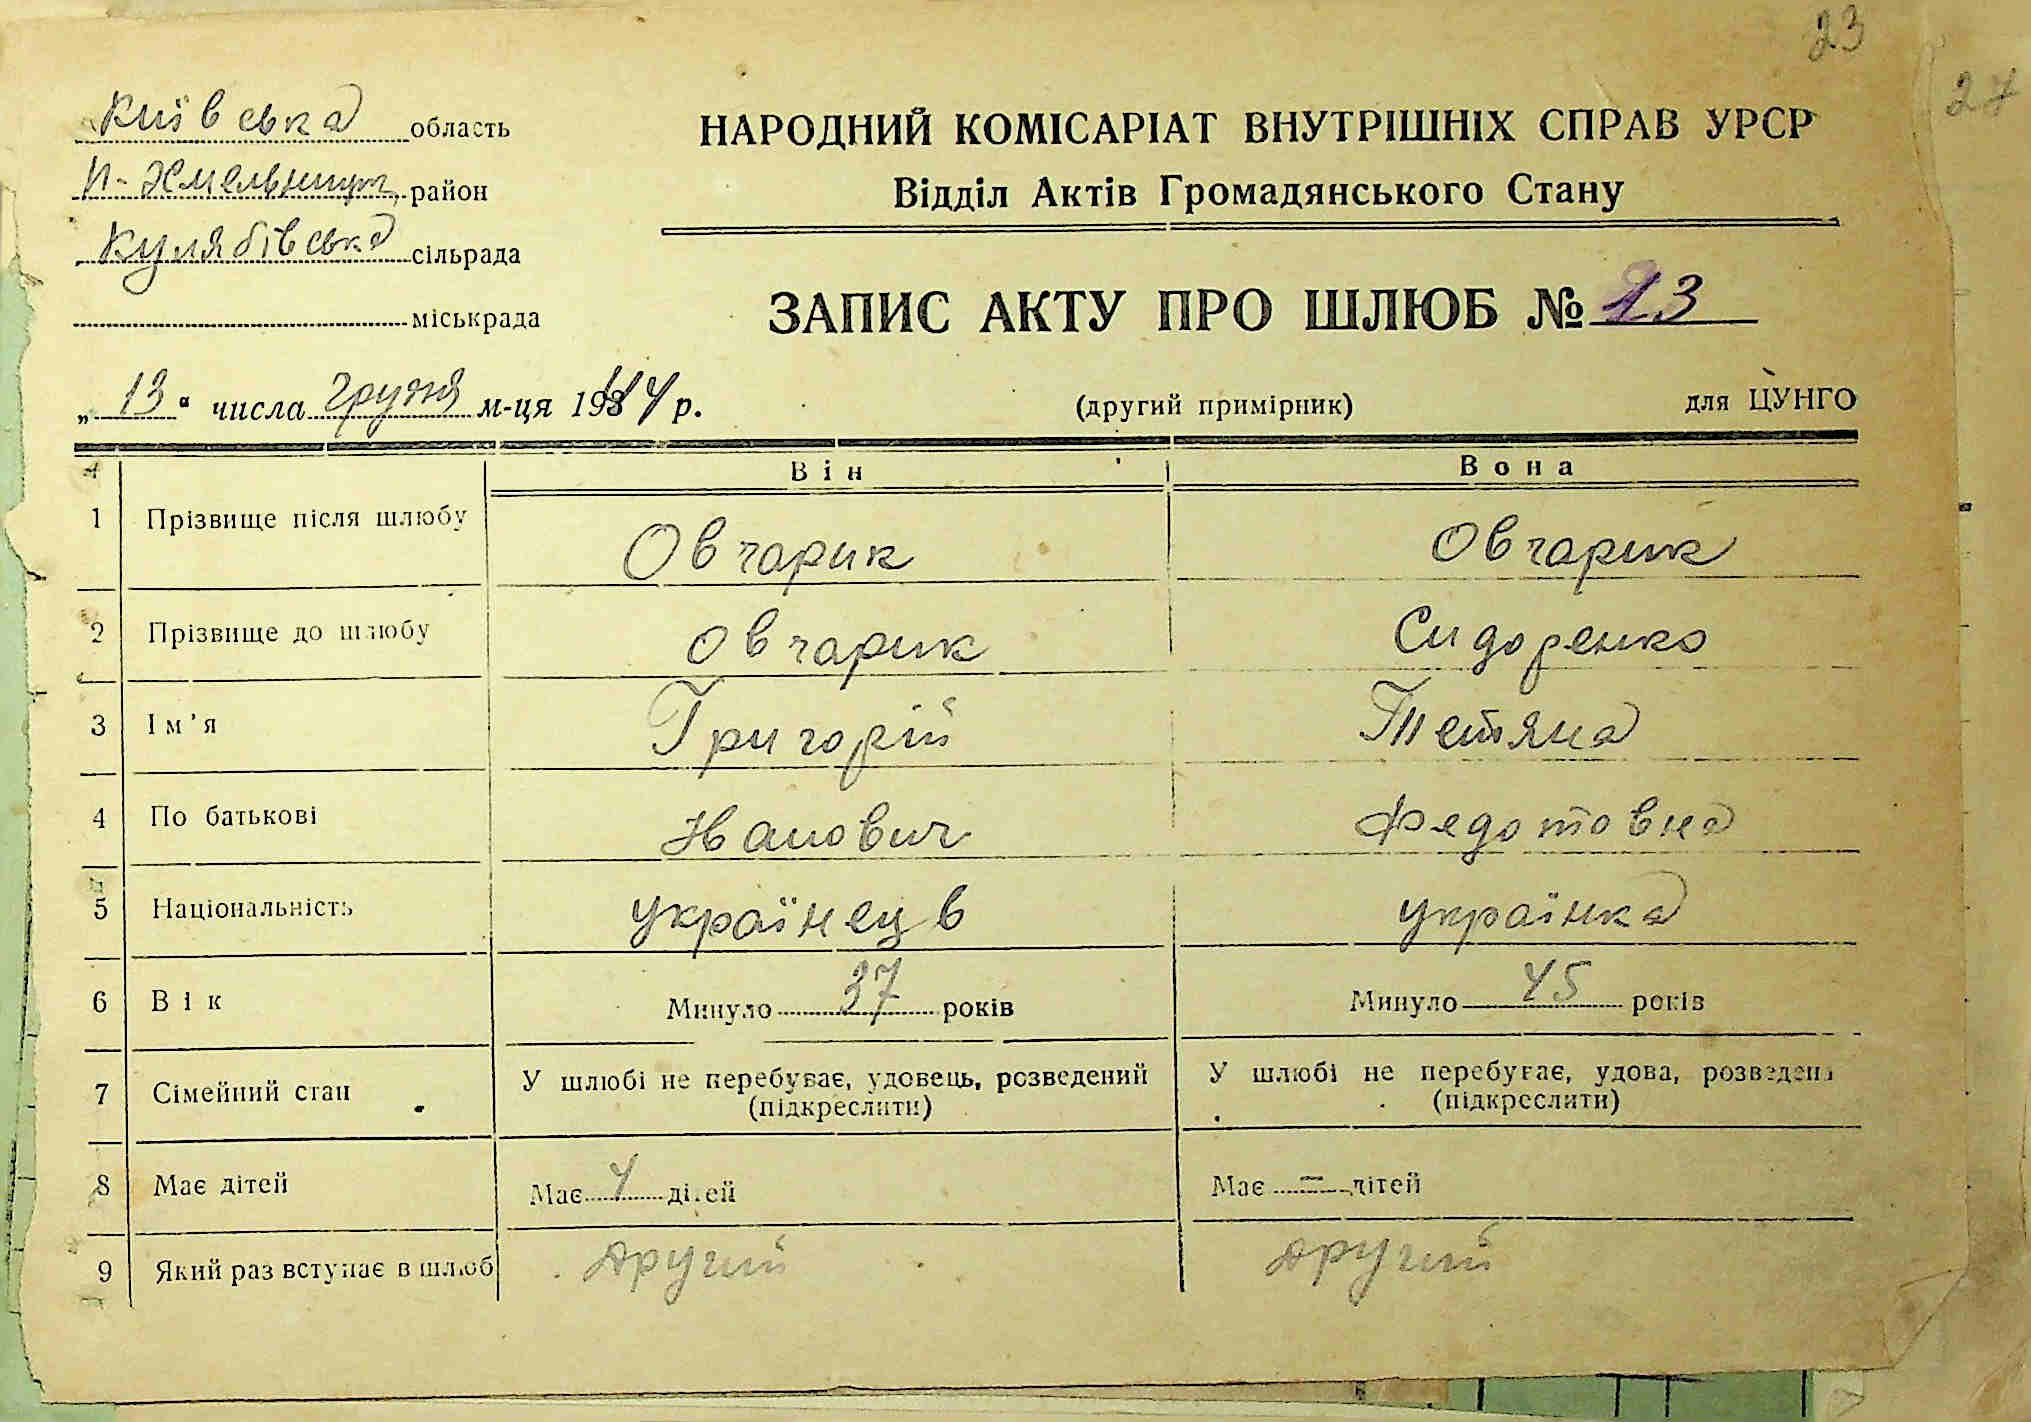 23
27
Київська область
П-Хмельницк. район
Кулябівська сільрада
міськрада
НАРОДНИЙ КОМІСАРІАТ ВНУТРІШНІХ СПРАВ УРСР
Відділ Актів Громадянського Стану
ЗАПИС АКТУ ПРО ШЛЮБ № 23
„13“ числа грудня м-ця 1944 р.
(другий примірник) для ЦУНГО
Він Вона
1 Прізвище після шлюбу Овчарик Овчарик
2 Прізвище до шлюбу Овчарик Сидоренко
3 Ім'я Григорій Тетяна
4 По батькові Іванович Федотовна
5 Національність українець українка
6 Вік Минуло 37 років Минуло 45 років
7 Сімейний стан У шлюбі не перебуває, удовець, розведений (підкреслити) У шлюбі не перебуває, удова, розведена (підкреслити)
8 Має дітей Має 4 дітей Має – дітей
9 Який раз вступає в шлюб другий другий